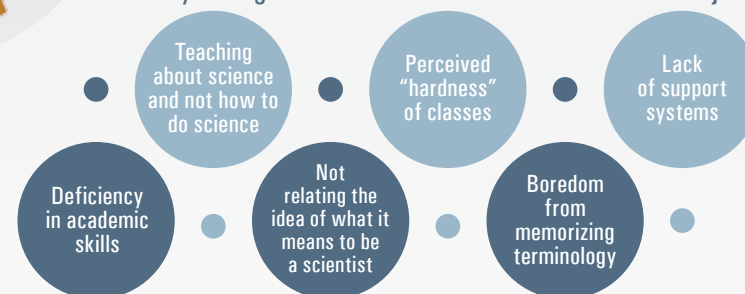 Teaching
about science
and not how to
do science
Perceived
“hardness”
of classes
Lack
of support
systems
Deficiency
in academic
skills
Not
relating the
idea of what it
means to be
a scientist
Boredom
from
memorizing
terminology